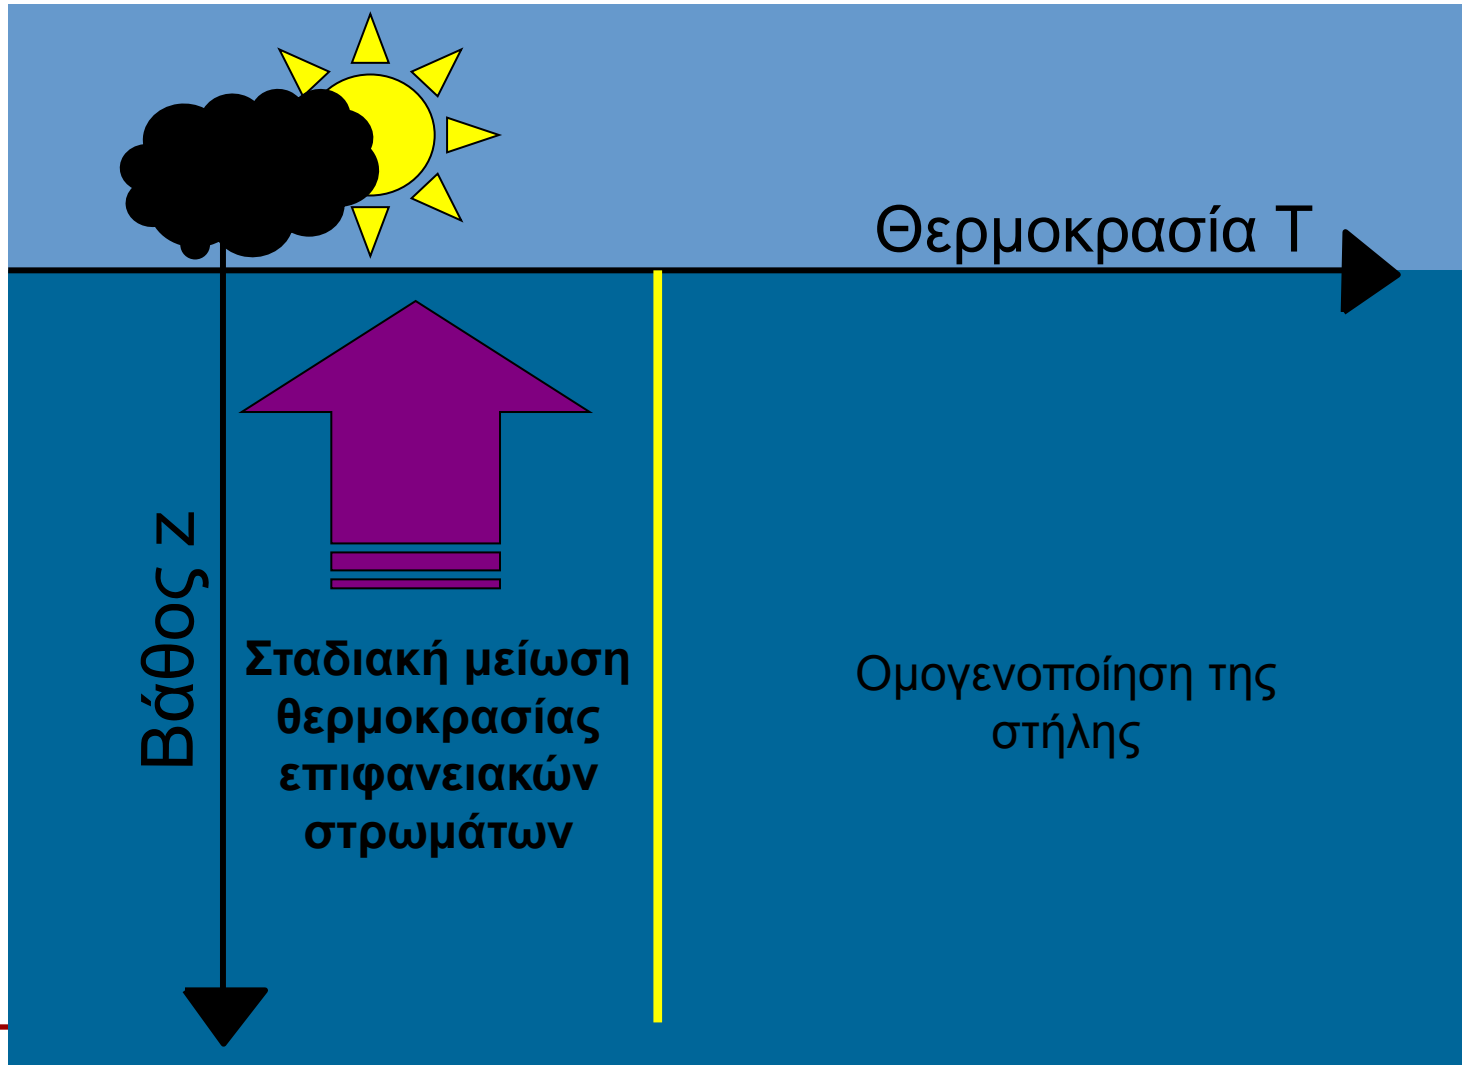 Θερμοκρασία T
Βάθος z
Σταδιακή μείωση
θερμοκρασίας
επιφανειακών
στρωμάτων
Ομογενοποίηση της
στήλης